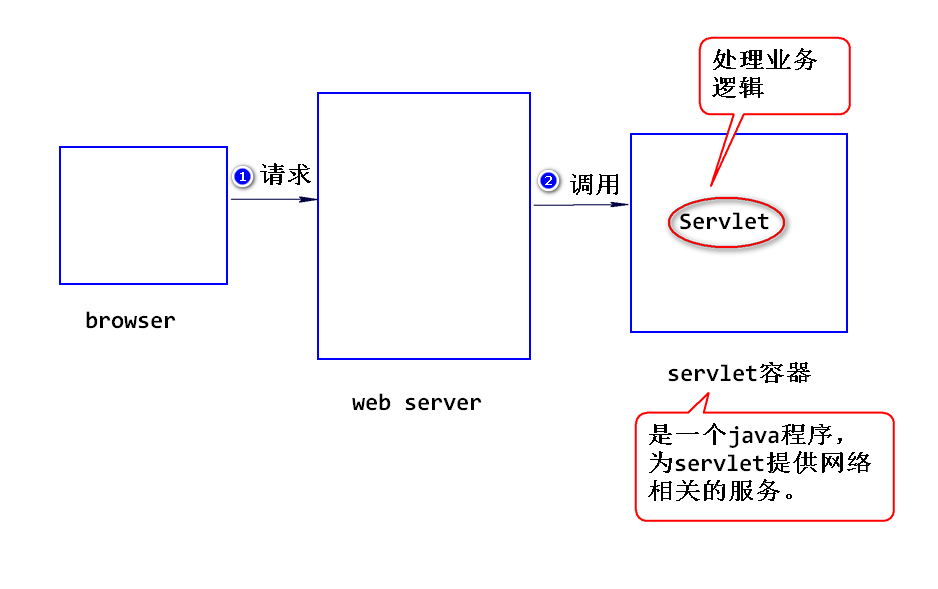 处理业务
逻辑
1 请求
2 调用
Servlet
browser
web server
servlet容器
是一个java程序，
为servlet提供网络
相关的服务。